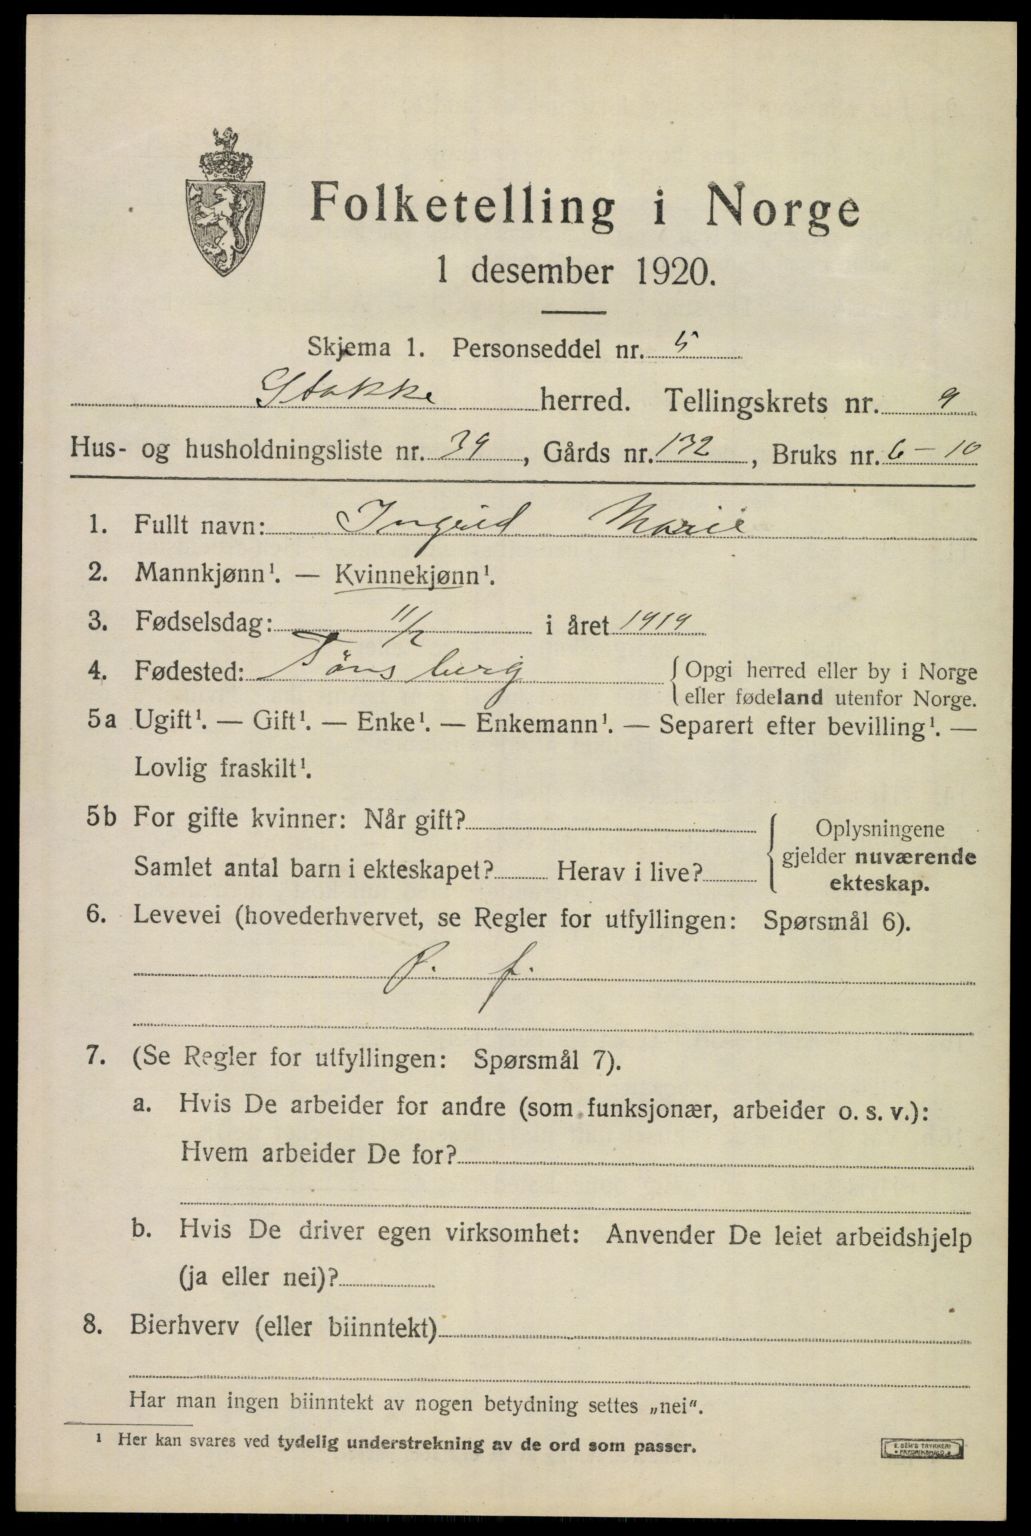 Folketelling i Norge
1 desember 1920.
Skjema 1. Personseddel nr. 5
Stokke herred. Tellingskrets nr. 9
Hus- og husholdningsliste nr. 39, Gårds nr. 132, Bruks nr. 6-10
1. Fullt navn: Ingrid Marie
2. Mannkjønn¹. — Kvinnekjønn¹.
3. Fødselsdag: 11/2 i året 1919
4. Fødested: Tönsberg { Opgi herred eller by i Norge
eller fødeland utenfor Norge.
5a Ugift¹. — Gift¹. — Enke¹. — Enkemann¹. — Separert efter bevilling¹. —
Lovlig fraskilt¹.
5b For gifte kvinner: Når gift?
Samlet antal barn i ekteskapet? Herav i live?
{ Oplysningene
gjelder nuværende
ekteskap.
6. Levevei (hovederhvervet, se Regler for utfyllingen: Spørsmål 6).
f.
7. (Se Regler for utfyllingen: Spørsmål 7).
a. Hvis De arbeider for andre (som funksjonær, arbeider o. s. v.):
Hvem arbeider De for?
b. Hvis De driver egen virksomhet: Anvender De leiet arbeidshjelp
(ja eller nei)?
8. Bierhverv (eller biinntekt)
Har man ingen biinntekt av nogen betydning settes „nei“.
¹ Her kan svares ved tydelig understrekning av de ord som passer.
E. SEM'S TRYKKERI
FREDRIKSHALD